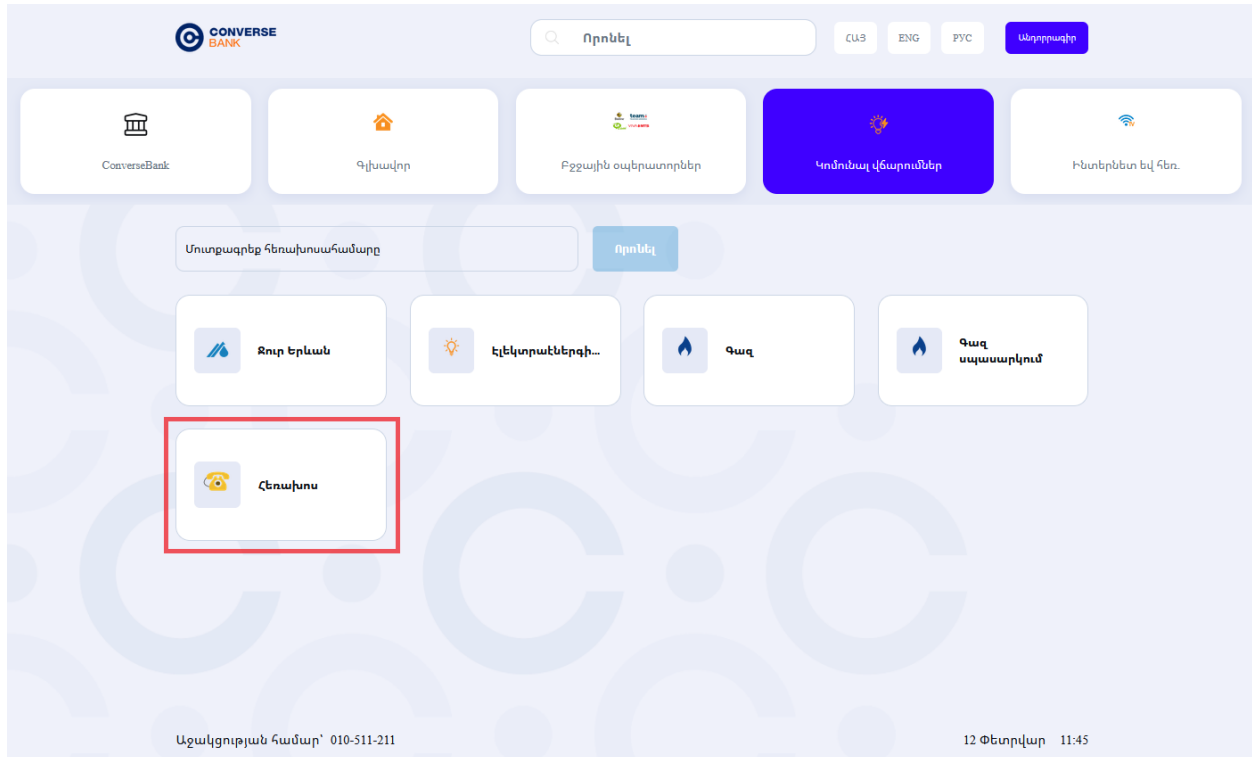 CONVERSE
BANK
Որոնել
ՀԱՅ
ENG
РУС
Անդորրագիր
ConverseBank
Գլխավոր
team
Բջջային օպերատորներ
Կոմունալ վճարումներ
Ինտերնետ եվ հեռ.
Մուտքագրեք հեռախոսահամարը
Որոնել
Ջուր Երևան
Էլեկտրաէներգի...
Գազ
Գազ
սպասարկում
Հեռախոս
Աջակցության համար՝ 010-511-211
12 Փետրվար 11:45